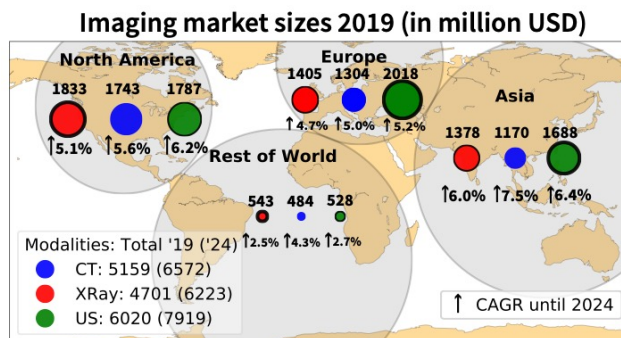 Imaging market sizes 2019 (in million USD)
North America
1833 1743 1787
↑5.1% ↑5.6% ↑6.2%
Europe
1405 1304 2018
↑4.7% ↑5.0% ↑5.2%
Asia
1378 1170 1688
↑6.0% ↑7.5% ↑6.4%
Rest of World
543 484 528
↑2.5% ↑4.3% ↑2.7%
Modalities: Total '19 ('24)
CT: 5159 (6572)
XRay: 4701 (6223)
US: 6020 (7919)
↑ CAGR until 2024